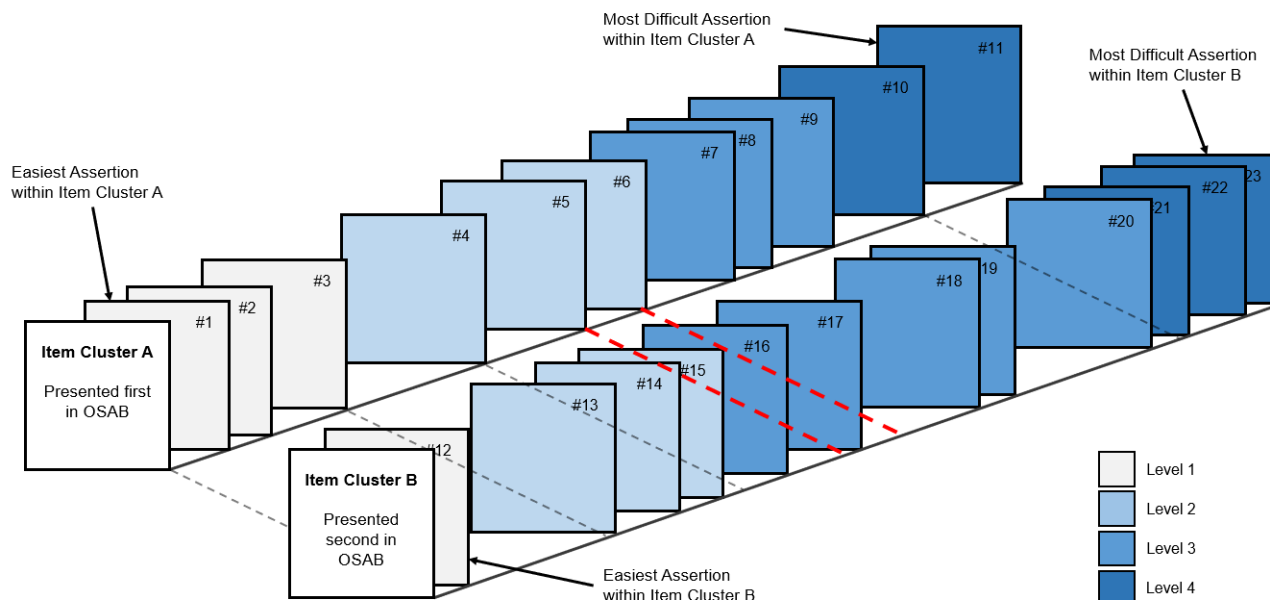 Most Difficult Assertion
within Item Cluster A
#11
Most Difficult Assertion
within Item Cluster B
#10
#9
#8
#7
#6
#5
#4
#3
#2
#1
Easiest Assertion
within Item Cluster A
Item Cluster A
Presented first
in OSAB
23
#22
#21
#20
19
#18
#17
#16
#15
#14
#13
#12
Item Cluster B
Presented
second in
OSAB
Easiest Assertion
within Item Cluster B
Level 1
Level 2
Level 3
Level 4